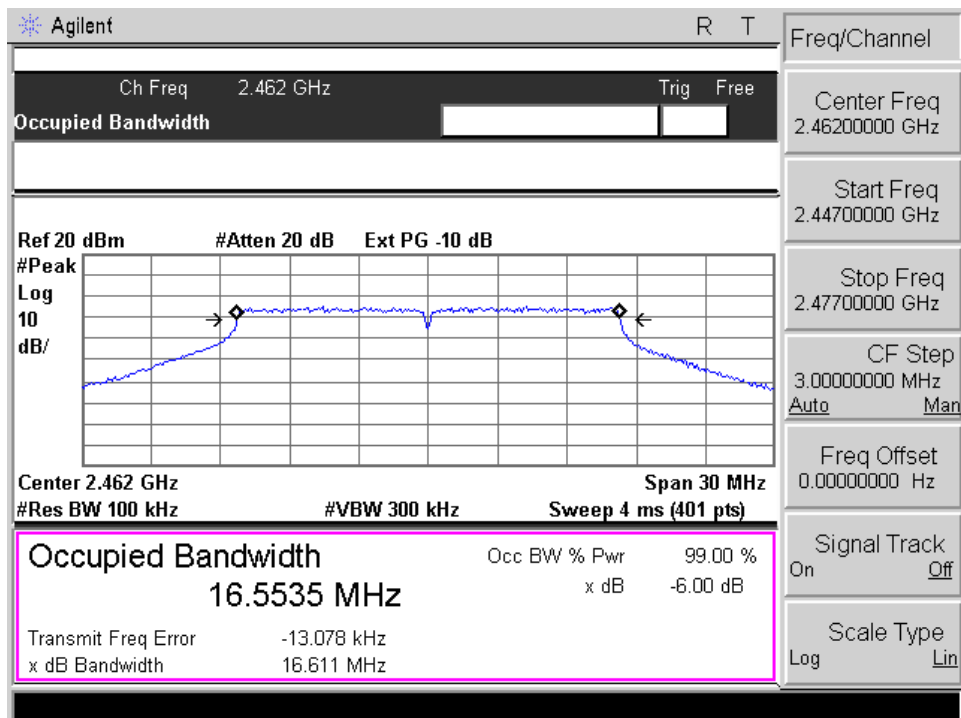 Agilent R T
Ch Freq 2.462 GHz Trig Free
Occupied Bandwidth
Ref 20 dBm #Atten 20 dB Ext PG -10 dB
#Peak
Log
10
dB/
Center 2.462 GHz Span 30 MHz
#Res BW 100 kHz #VBW 300 kHz Sweep 4 ms (401 pts)
Occupied Bandwidth
16.5535 MHz
Occ BW % Pwr 99.00 %
x dB -6.00 dB
Transmit Freq Error -13.078 kHz
x dB Bandwidth 16.611 MHz
Freq/Channel
Center Freq
2.46200000 GHz
Start Freq
2.44700000 GHz
Stop Freq
2.47700000 GHz
CF Step
3.00000000 MHz
Auto Man
Freq Offset
0.00000000 Hz
Signal Track
On Off
Scale Type
Log Lin